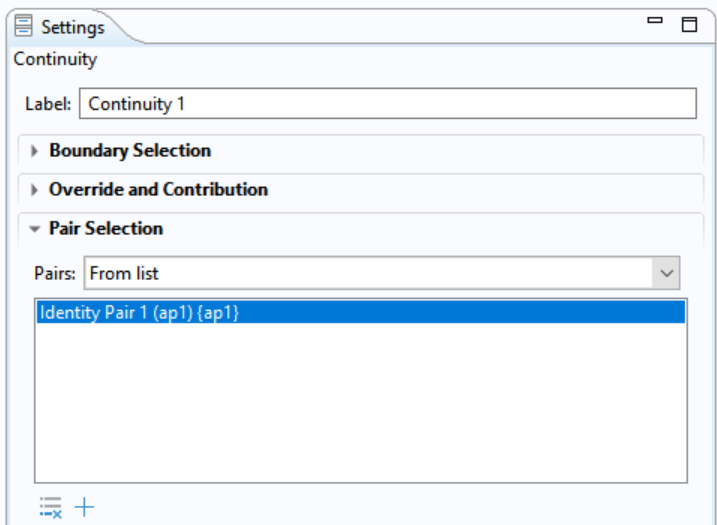 Settings
Continuity
Label: Continuity 1
Boundary Selection
Override and Contribution
Pair Selection
Pairs: From list
Identity Pair 1 (ap1) {ap1}